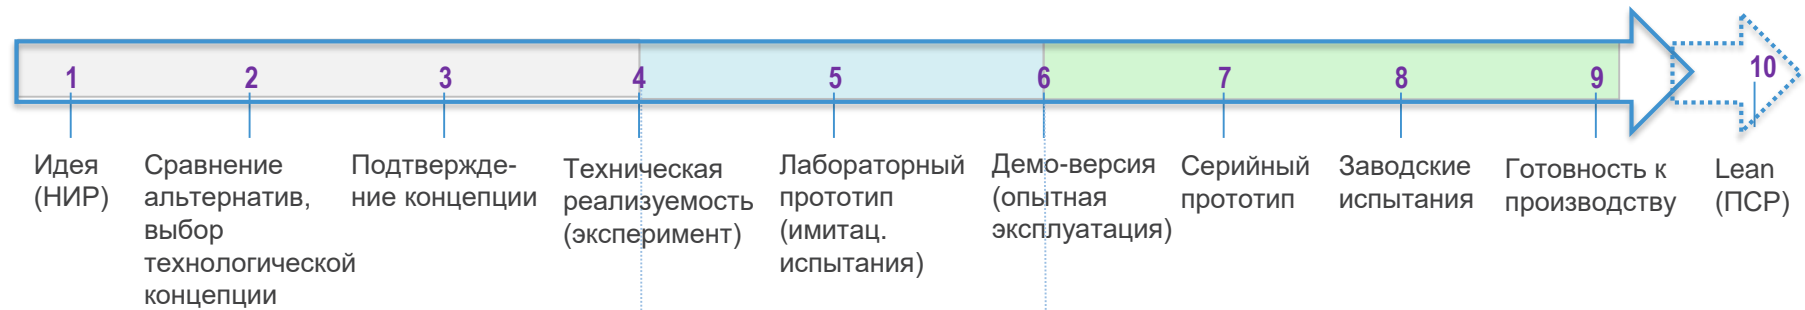 1
2
3
4
5
6
7
8
9
10
Идея
(НИР)
Сравнение
альтернатив,
выбор
технологической
концепции
Подтвержде-
ние концепции
Техническая
реализуемость
(эксперимент)
Лабораторный
прототип
(имитац.
испытания)
Демо-версия
(опытная
эксплуатация)
Серийный
прототип
Заводские
испытания
Готовность к
производству
Lean
(ПСР)